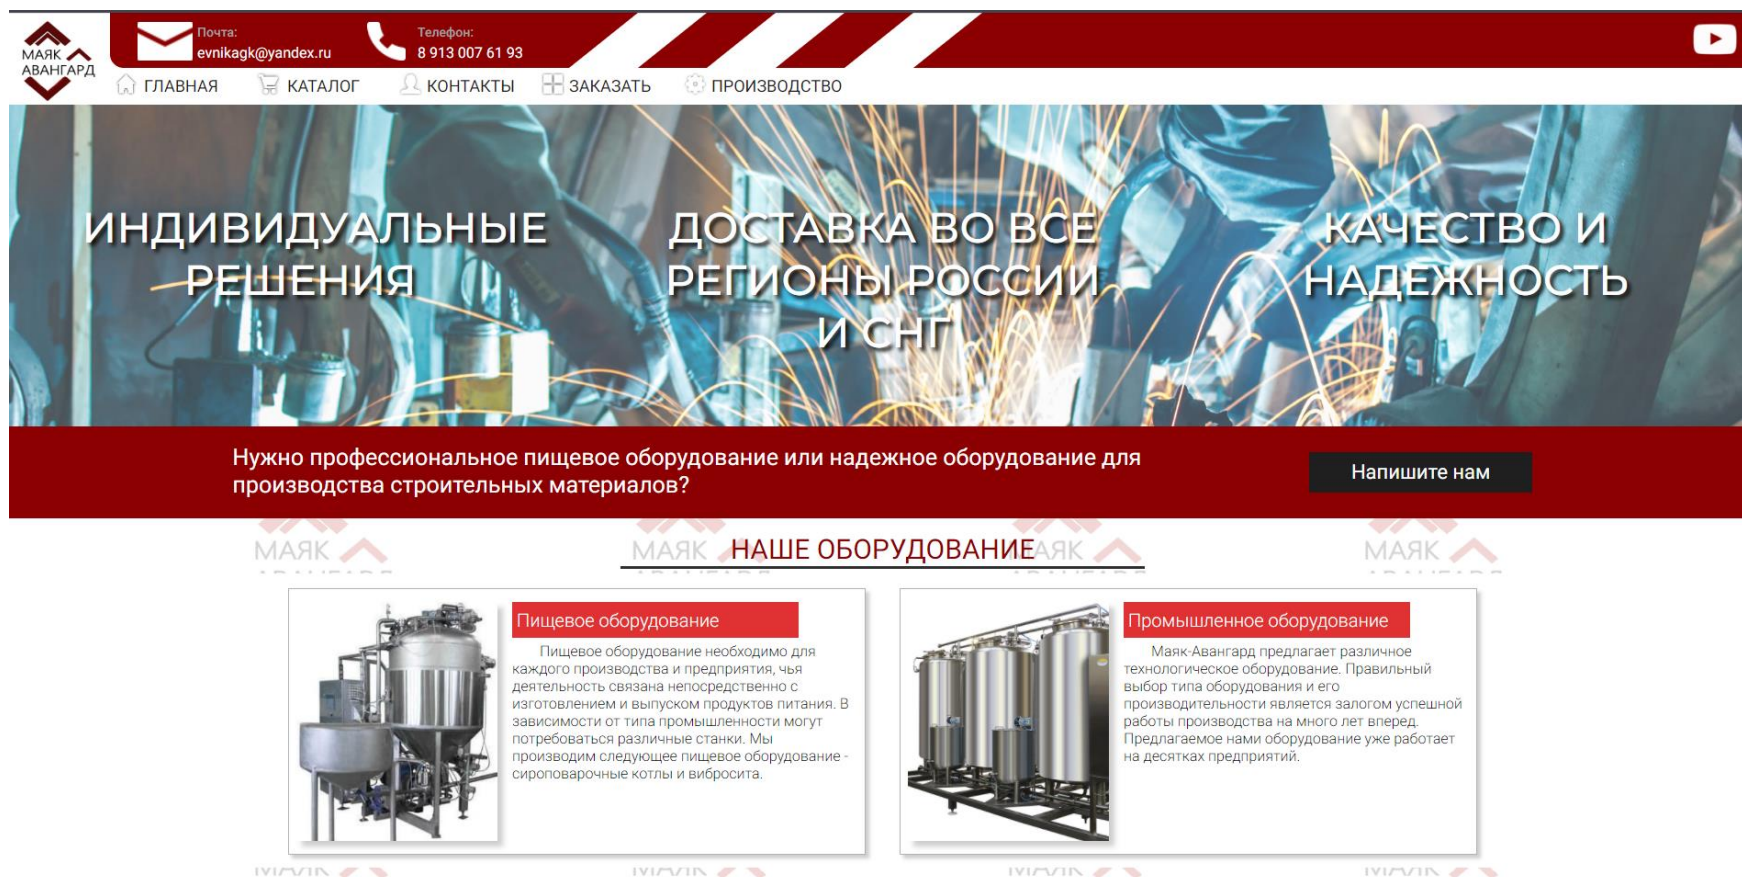 МАЯК
АВАНГАРД
Почта:
evnikagk@yandex.ru
Телефон:
8 913 007 61 93
ГЛАВНАЯ
КАТАЛОГ
КОНТАКТЫ
ЗАКАЗАТЬ
ПРОИЗВОДСТВО
ИНДИВИДУАЛЬНЫЕ
РЕШЕНИЯ
ДОСТАВКА ВО ВСЕ
РЕГИОНЫ РОССИИ
И СНГ
КАЧЕСТВО И
НАДЕЖНОСТЬ
Нужно профессиональное пищевое оборудование или надежное оборудование для
производства строительных материалов?
Напишите нам
МАЯК
МАЯК
НАШЕ ОБОРУДОВАНИЕ
МАЯК
Пищевое оборудование
Пищевое оборудование необходимо для
каждого производства и предприятия, чья
деятельность связана непосредственно с
изготовлением и выпуском продуктов питания. В
зависимости от типа промышленности могут
потребоваться различные станки. Мы
производим следующее пищевое оборудование -
сироповарочные котлы и вибросита.
Промышленное оборудование
Маяк-Авангард предлагает различное
технологическое оборудование. Правильный
выбор типа оборудования и его
производительности является залогом успешной
работы производства на много лет вперед.
Предлагаемое нами оборудование уже работает
на десятках предприятий.